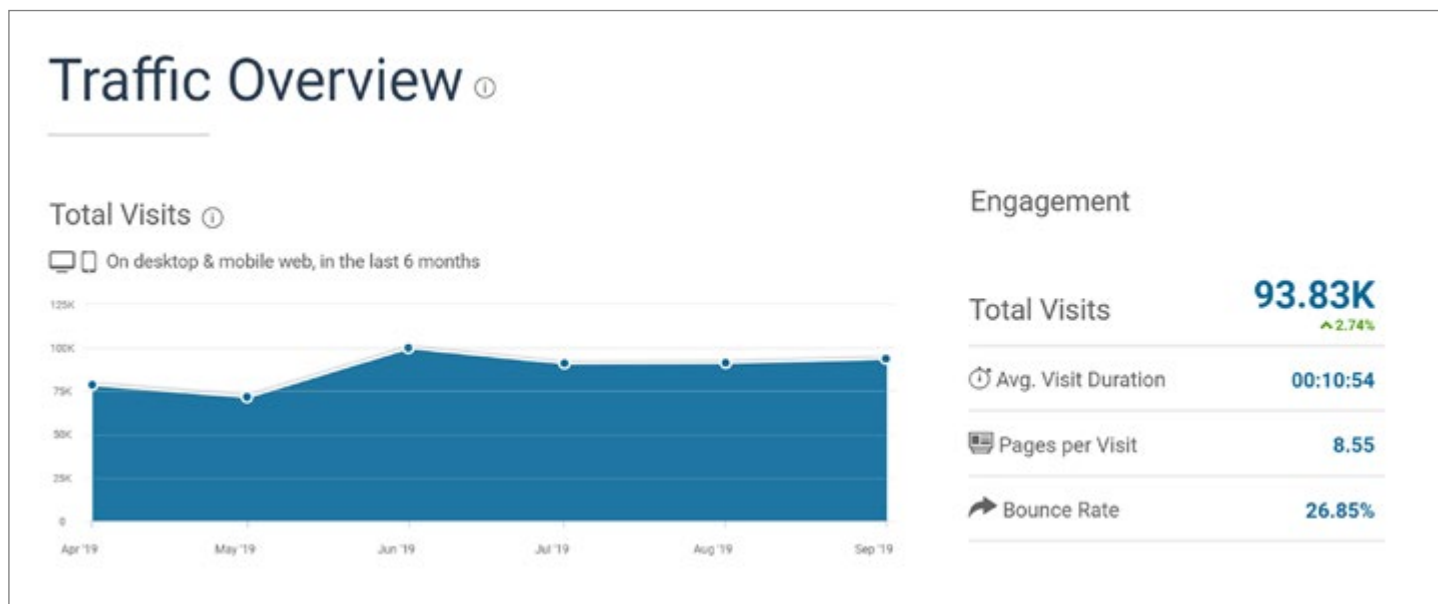 Traffic Overview
Total Visits
On desktop & mobile web, in the last 6 months
125K
100K
75K
50K
25K
0
Apr '19
May '19
Jun '19
Jul '19
Aug '19
Sep '19
Engagement
Total Visits 93.83K
2.74%
Avg. Visit Duration 00:10:54
Pages per Visit 8.55
Bounce Rate 26.85%